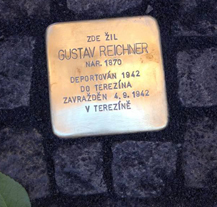 ZDE ŽIL
GUSTAV REICHNER
NAR. 1870
DEPORTOVÁN 1942
DO TEREZÍNA
ZAVRAŽDĚN 4.9.1942
V TEREZÍNĚ